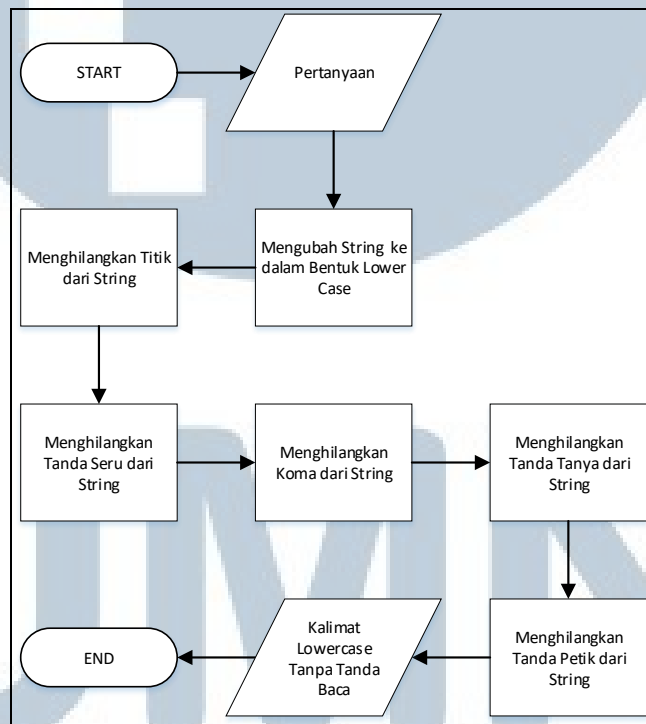 START
Pertanyaan
Mengubah String ke
dalam Bentuk Lower
Case
Menghilangkan Titik
dari String
Menghilangkan
Tanda Seru dari
String
Menghilangkan
Koma dari String
Menghilangkan
Tanda Tanya dari
String
Menghilangkan
Tanda Petik dari
String
Kalimat
Lowercase
Tanpa Tanda
Baca
END